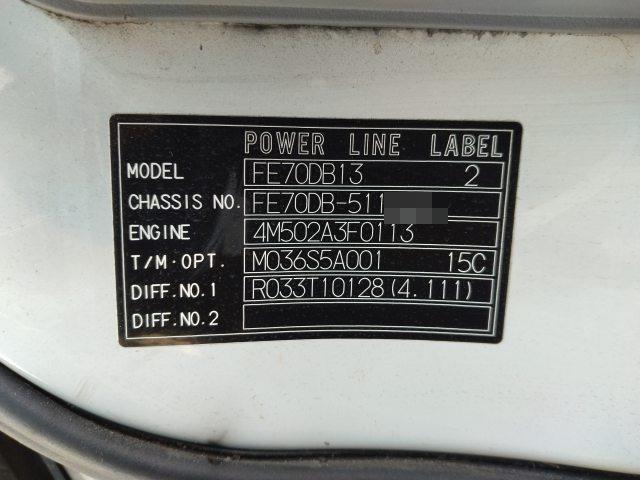 POWER LINE LABEL
MODEL FE70DB13 2
CHASSIS NO. FE70DB-511
ENGINE 4M502A3F0113
T/M·OPT. M036S5A001 15C
DIFF.NO.1 R033T10128(4.111)
DIFF.NO.2